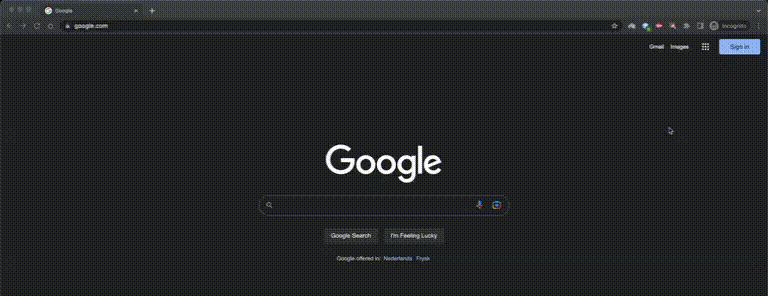 Google
google.com
Incognito
Gmail Images
Sign in
Google
Google Search I'm Feeling Lucky
Google offered in: Nederlands Frysk